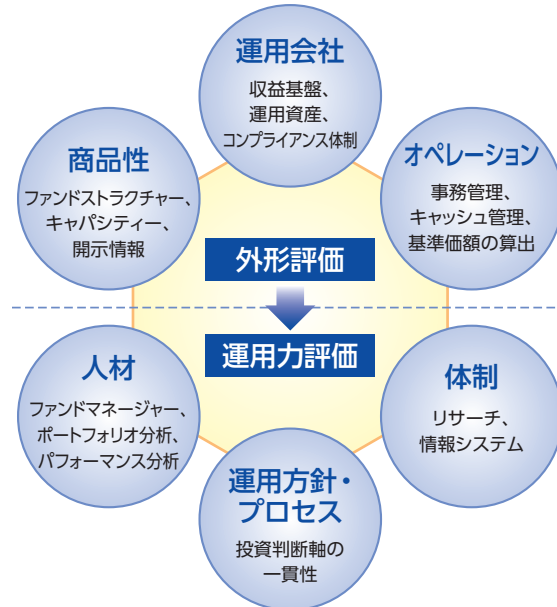 運用会社
収益基盤、
運用資産、
コンプライアンス体制
商品性
ファンドストラクチャー、
キャパシティー、
開示情報
オペレーション
事務管理、
キャッシュ管理、
基準価額の算出
外形評価
運用力評価
人材
ファンドマネージャー、
ポートフォリオ分析、
パフォーマンス分析
体制
リサーチ、
情報システム
運用方針・
プロセス
投資判断軸の
一貫性